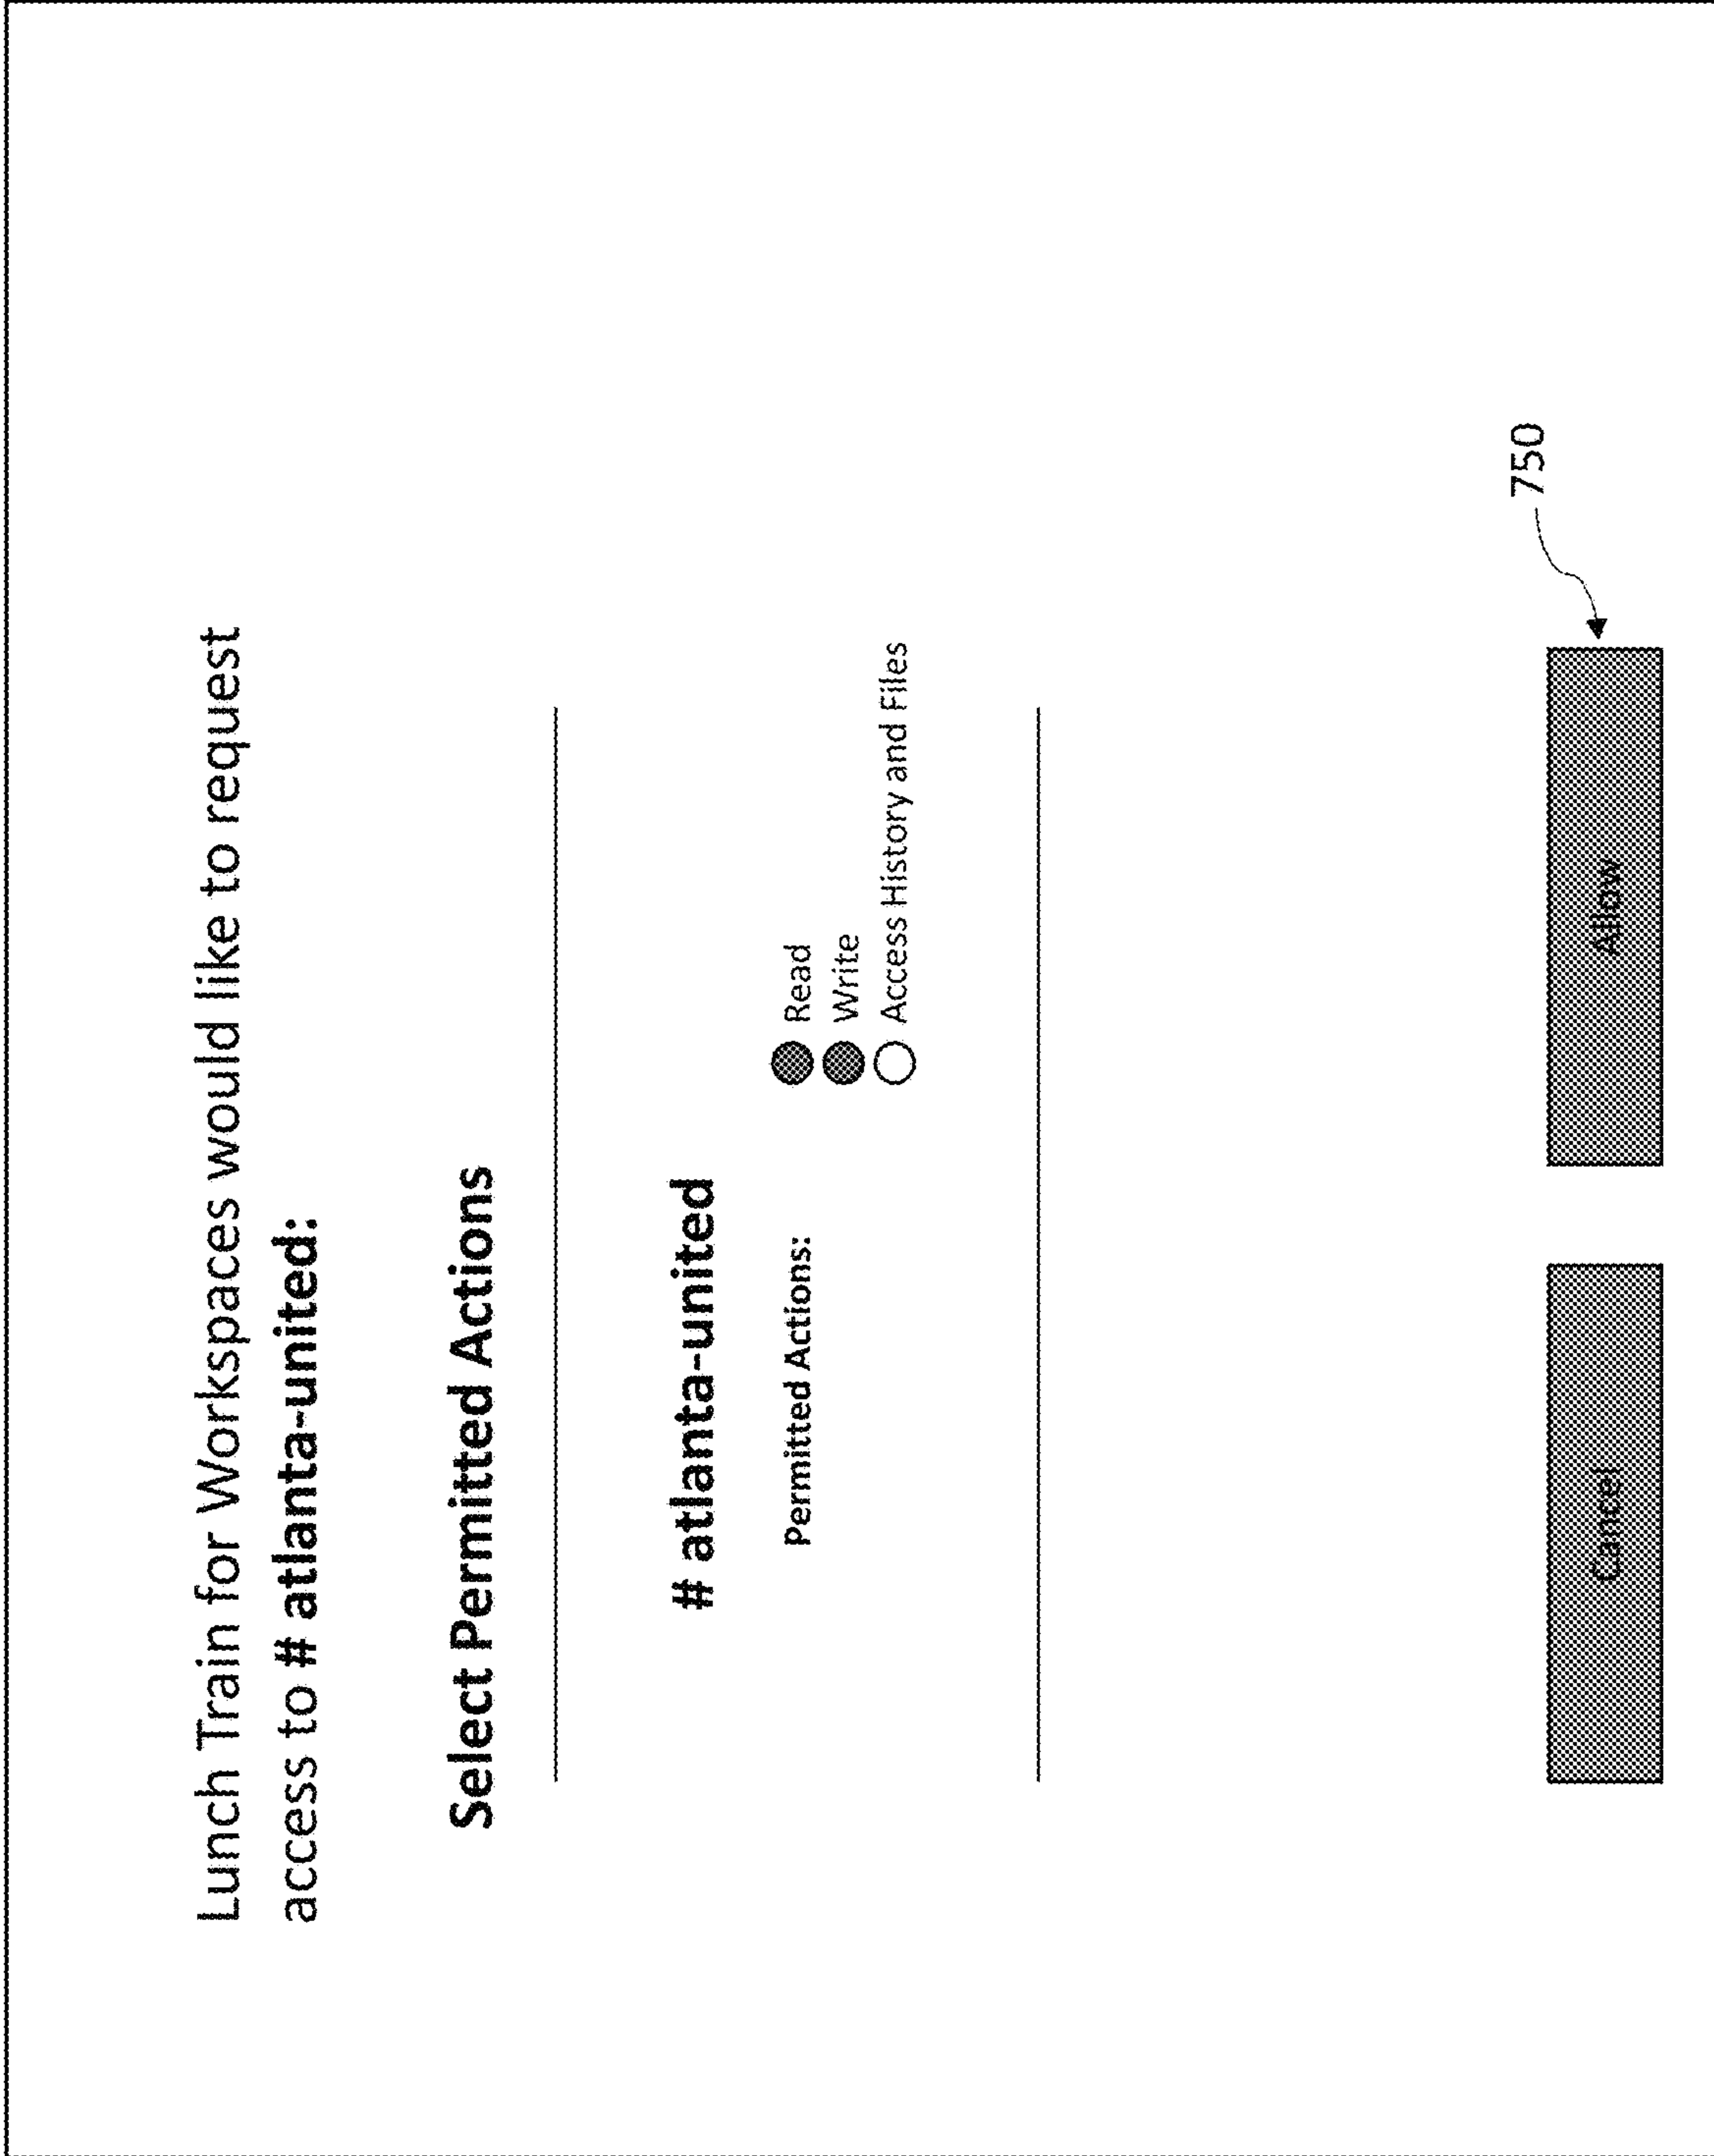 Lunch Train for Workspaces would like to request
access to # atlanta-united:
Select Permitted Actions
# atlanta-united
Permitted Actions:
Read
Write
Access History and Files
750
Cancel
Allow